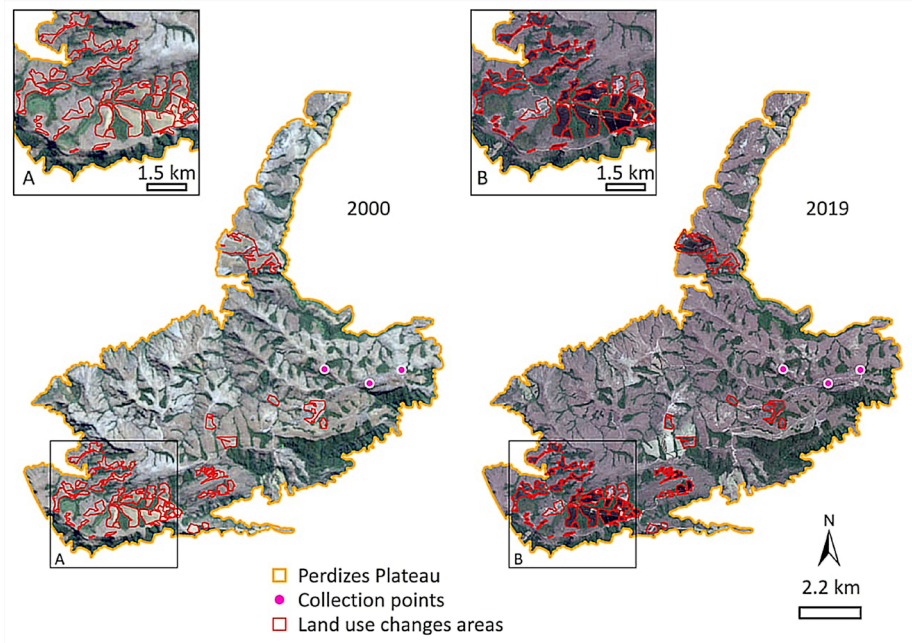 A
1.5 km
B
1.5 km
2000
2019
A
B
N
2.2 km
Perdizes Plateau
Collection points
Land use changes areas